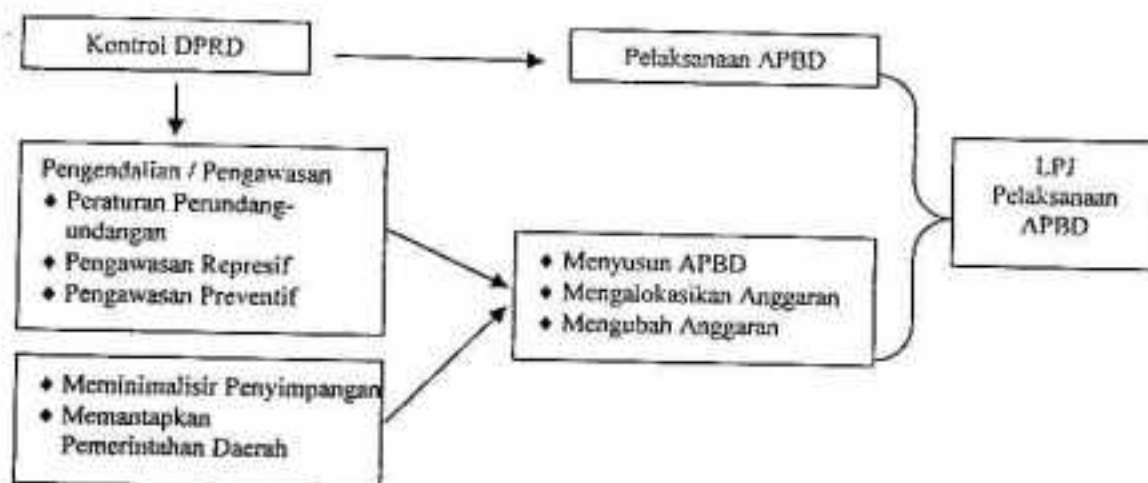 Kontrol DPRD
Pelaksanaan APBD
Pengendalian / Pengawasan
♦ Peraturan Perundang-
undangan
♦ Pengawasan Represif
♦ Pengawasan Preventif
♦ Menyusun APBD
♦ Mengalokasikan Anggaran
♦ Mengubah Anggaran
LPJ
Pelaksanaan
APBD
♦ Meminimalisir Penyimpangan
♦ Memantapkan
Pemerintahan Daerah